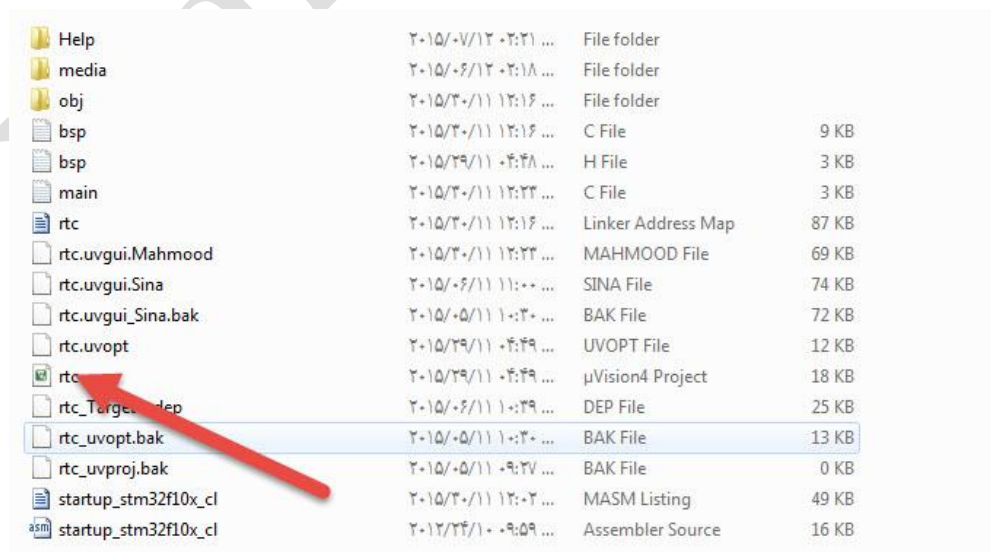 Help ۲۰۱۵/۰۷/۱۲ ۰۲:۲۱ ... File folder
media ۲۰۱۵/۰۶/۱۲ ۰۲:۱۸ ... File folder
obj ۲۰۱۵/۳۰/۱۱ ۱۲:۱۶ ... File folder
bsp ۲۰۱۵/۳۰/۱۱ ۱۲:۱۶ ... C File 9 KB
bsp ۲۰۱۵/۲۹/۱۱ ۰۴:۴۸ ... H File 3 KB
main ۲۰۱۵/۳۰/۱۱ ۱۲:۲۳ ... C File 3 KB
rtc ۲۰۱۵/۳۰/۱۱ ۱۲:۱۶ ... Linker Address Map 87 KB
rtc.uvgui.Mahmood ۲۰۱۵/۳۰/۱۱ ۱۲:۲۳ ... MAHMOOD File 69 KB
rtc.uvgui.Sina ۲۰۱۵/۰۶/۱۱ ۱۱:۰۰ ... SINA File 74 KB
rtc.uvgui_Sina.bak ۲۰۱۵/۰۵/۱۱ ۱۰:۳۰ ... BAK File 72 KB
rtc.uvopt ۲۰۱۵/۲۹/۱۱ ۰۴:۴۹ ... UVOPT File 12 KB
rtc ۲۰۱۵/۲۹/۱۱ ۰۴:۴۹ ... µVision4 Project 18 KB
۲۰۱۵/۰۶/۱۱ ۱۰:۳۹ ... DEP File 25 KB
rtc_uvopt.bak ۲۰۱۵/۰۵/۱۱ ۱۰:۳۰ ... BAK File 13 KB
rtc_uvproj.bak ۲۰۱۵/۰۵/۱۱ ۰۹:۲۷ ... BAK File 0 KB
startup_stm32f10x_cl ۲۰۱۵/۳۰/۱۱ ۱۲:۰۲ ... MASM Listing 49 KB
startup_stm32f10x_cl ۲۰۱۲/۲۴/۱۰ ۰۹:۵۹ ... Assembler Source 16 KB